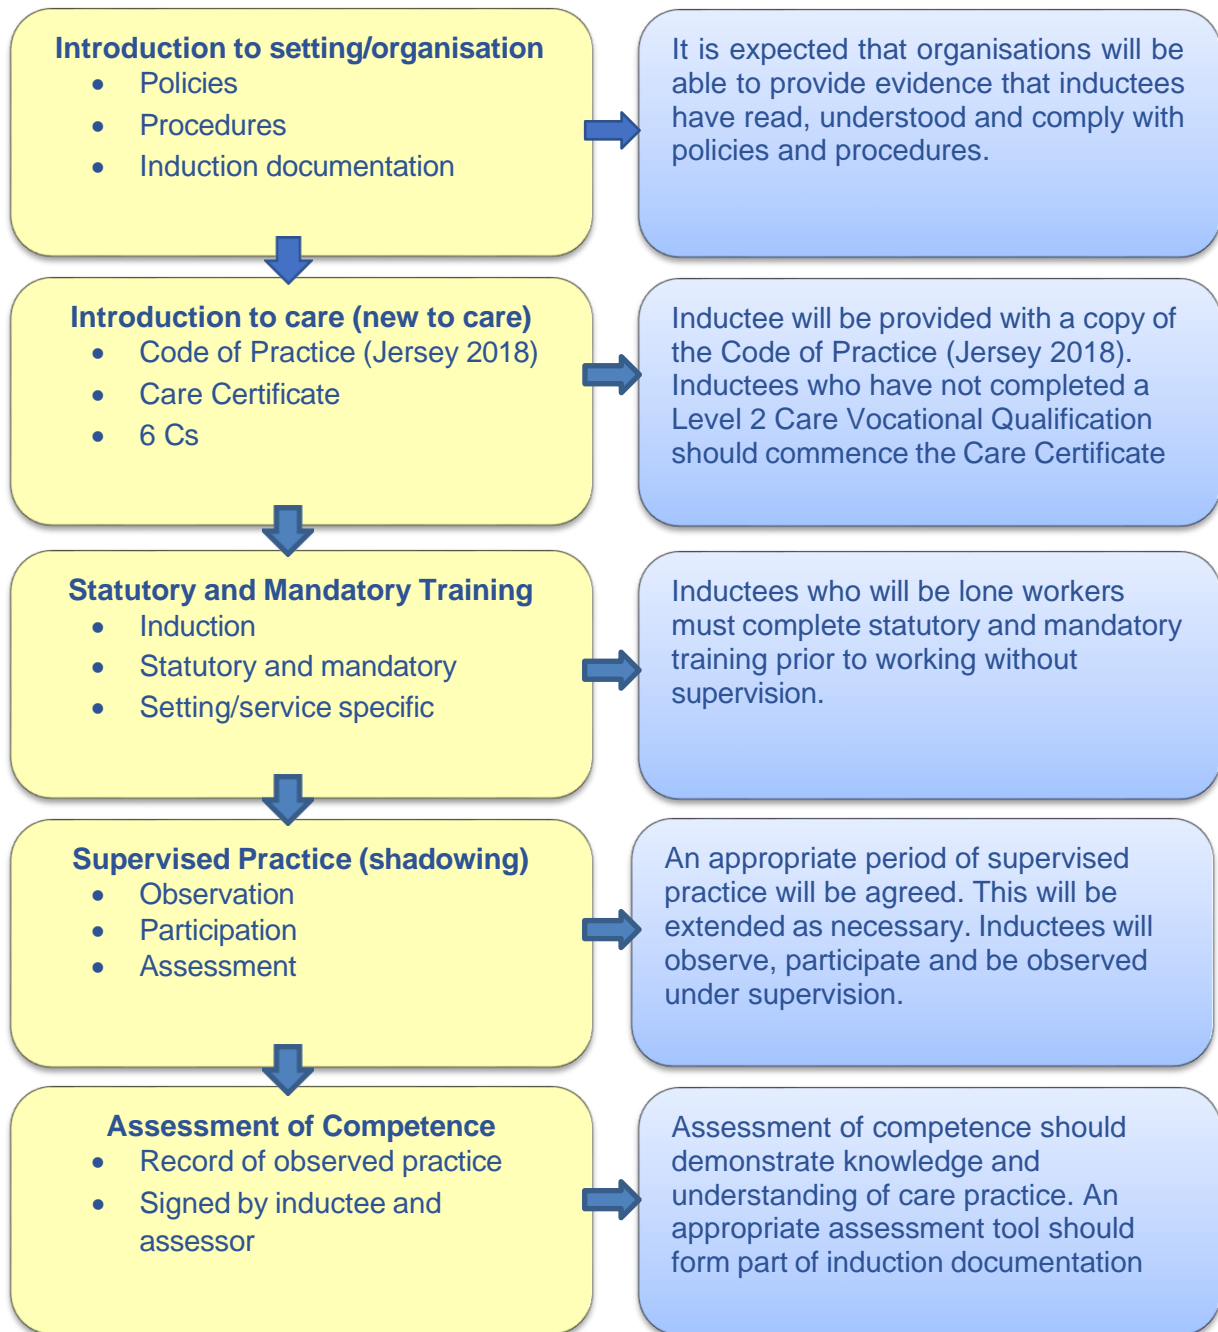 Introduction to setting/organisation
• Policies
• Procedures
• Induction documentation
It is expected that organisations will be
able to provide evidence that inductees
have read, understood and comply with
policies and procedures.
Introduction to care (new to care)
• Code of Practice (Jersey 2018)
• Care Certificate
• 6 Cs
Inductee will be provided with a copy of
the Code of Practice (Jersey 2018).
Inductees who have not completed a
Level 2 Care Vocational Qualification
should commence the Care Certificate
Statutory and Mandatory Training
• Induction
• Statutory and mandatory
• Setting/service specific
Inductees who will be lone workers
must complete statutory and mandatory
training prior to working without
supervision.
Supervised Practice (shadowing)
• Observation
• Participation
• Assessment
An appropriate period of supervised
practice will be agreed. This will be
extended as necessary. Inductees will
observe, participate and be observed
under supervision.
Assessment of Competence
• Record of observed practice
• Signed by inductee and
assessor
Assessment of competence should
demonstrate knowledge and
understanding of care practice. An
appropriate assessment tool should
form part of induction documentation